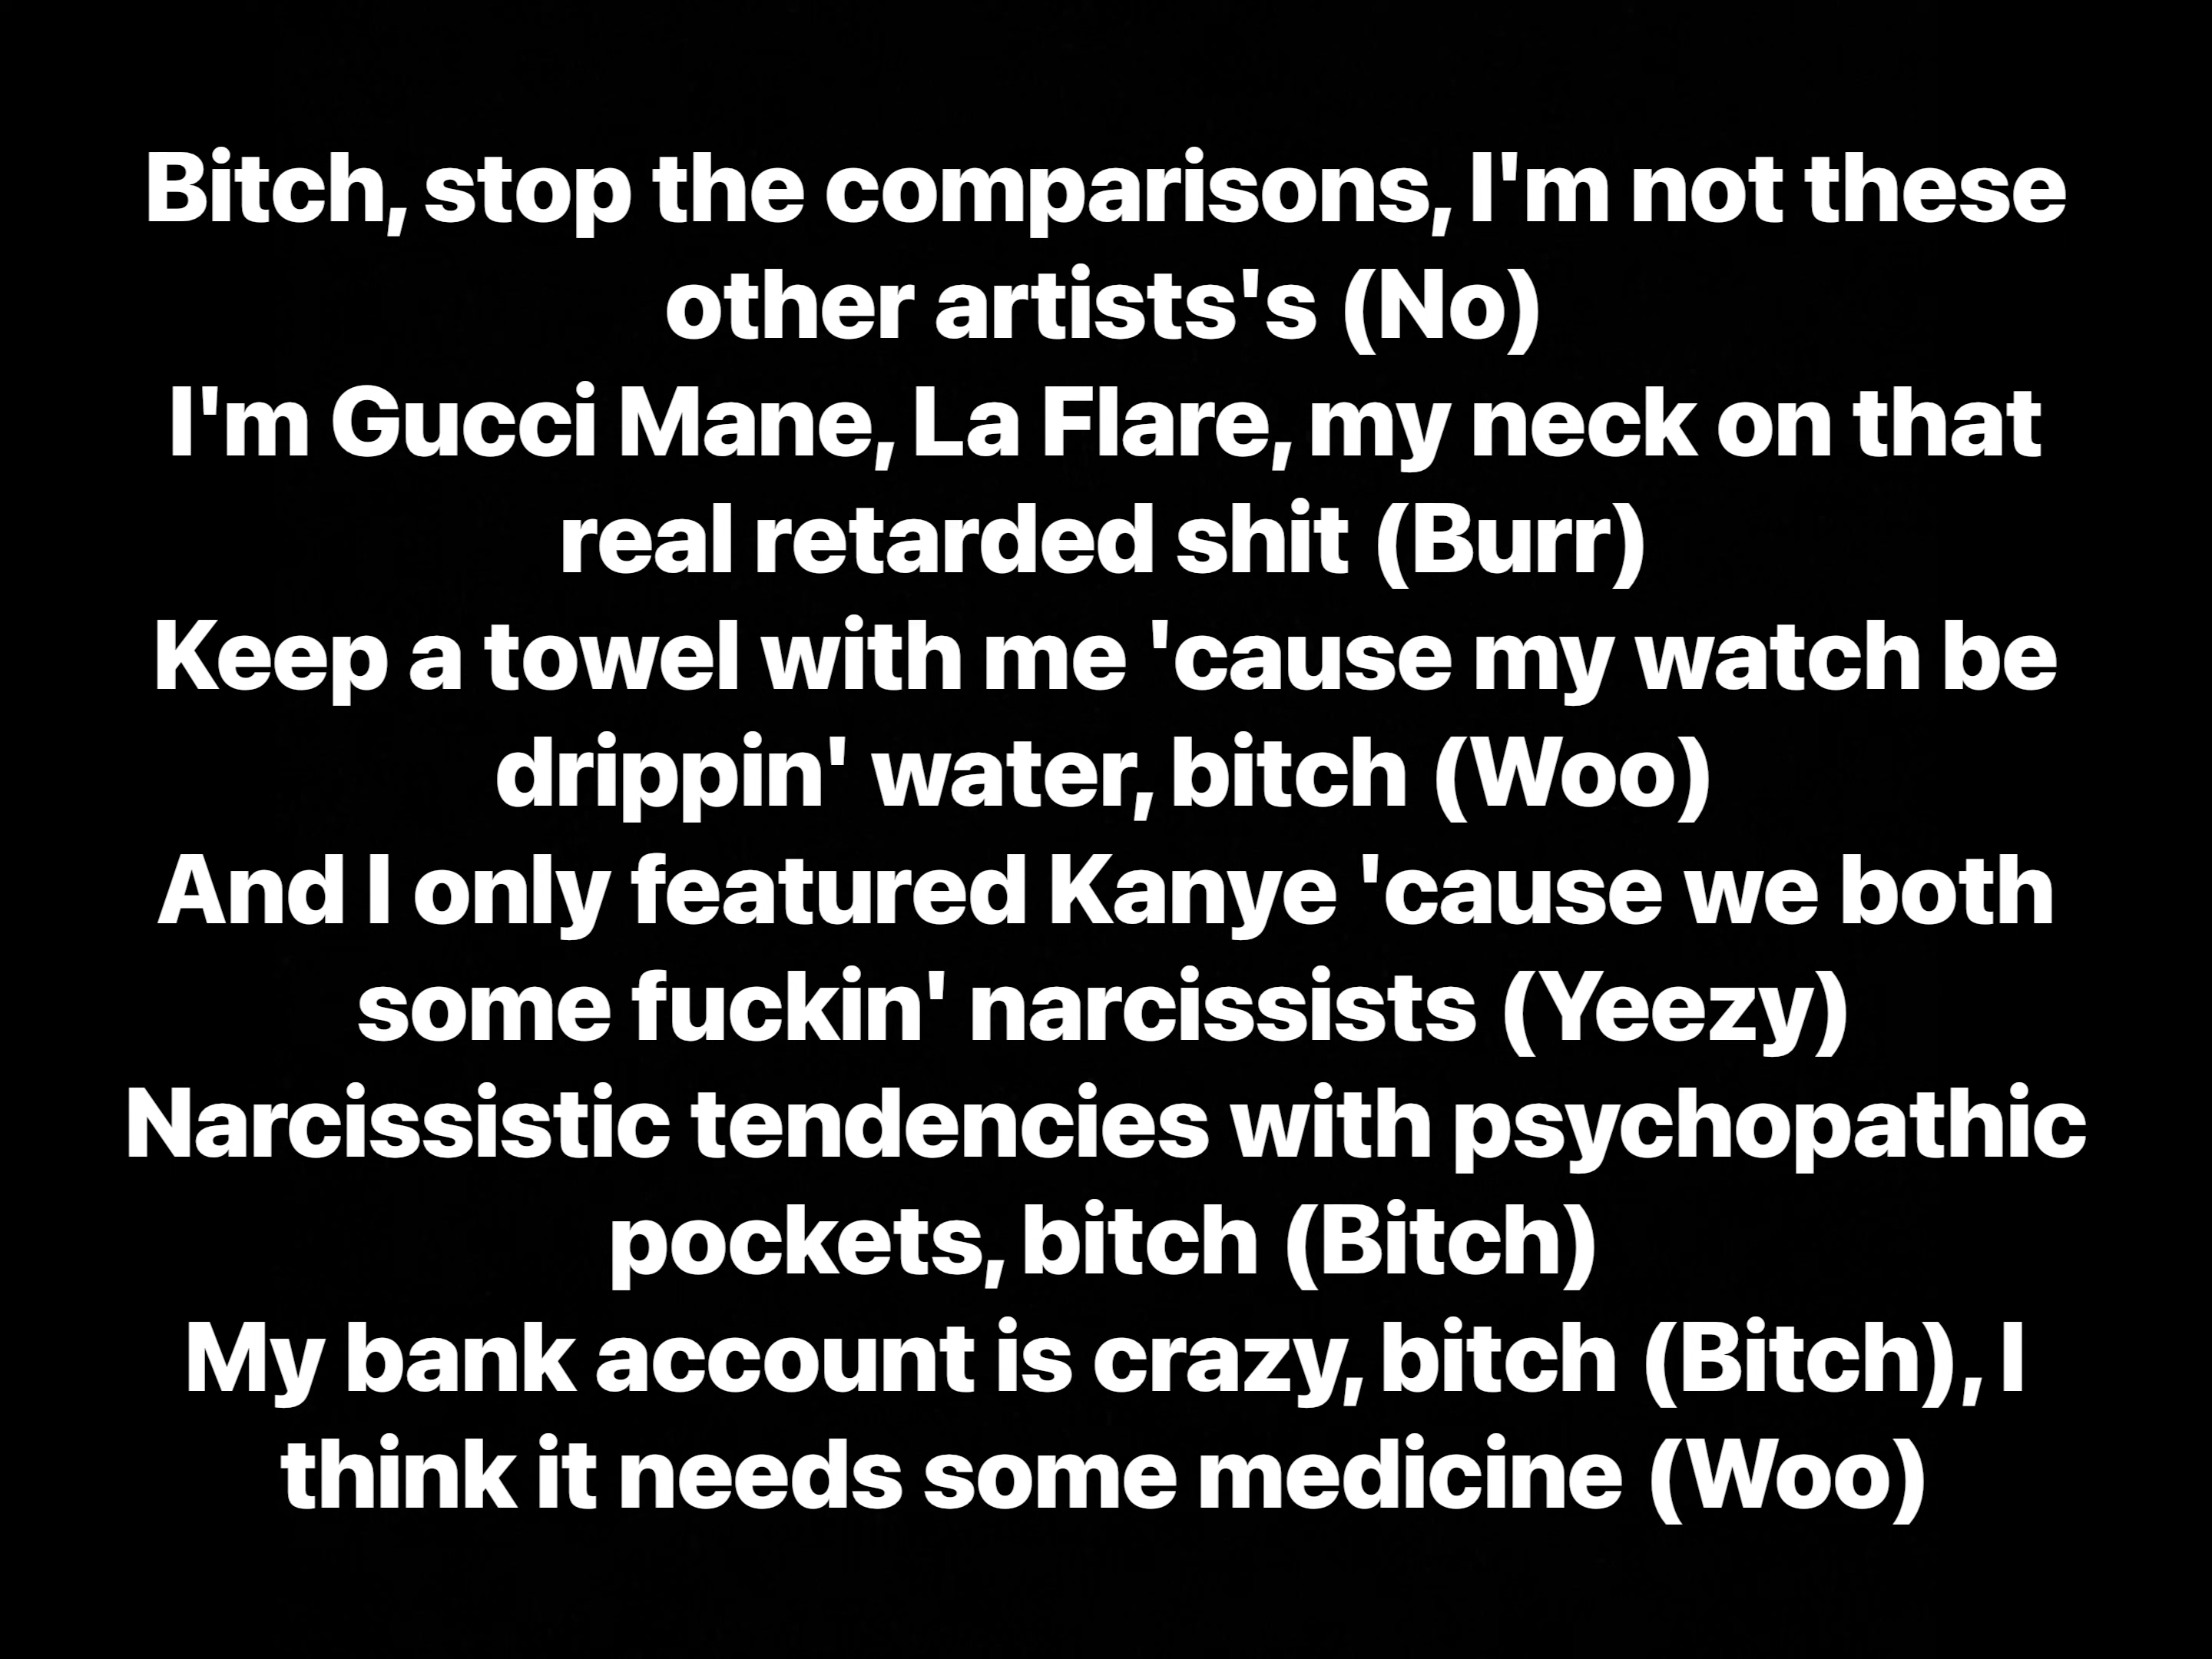 Bitch, stop the comparisons, I'm not these
other artists's (No)
I'm Gucci Mane, La Flare, my neck on that
real retarded shit (Burr)
Keep a towel with me 'cause my watch be
drippin' water, bitch (Woo)
And I only featured Kanye 'cause we both
some fuckin' narcissists (Yeezy)
Narcissistic tendencies with psychopathic
pockets, bitch (Bitch)
My bank account is crazy, bitch (Bitch), I
think it needs some medicine (Woo)